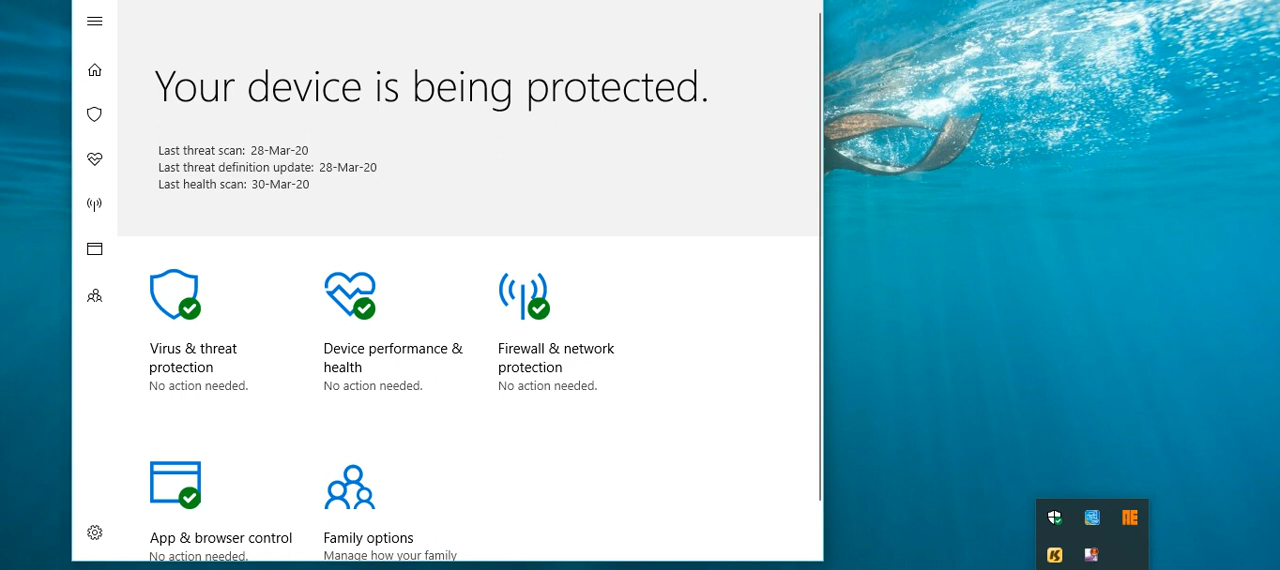 Your device is being protected.
Last threat scan: 28-Mar-20
Last threat definition update: 28-Mar-20
Last health scan: 30-Mar-20
Virus & threat
protection
No action needed.
Device performance &
health
No action needed.
Firewall & network
protection
No action needed.
App & browser control
No action needed.
Family options
Manage how your family
AE
K